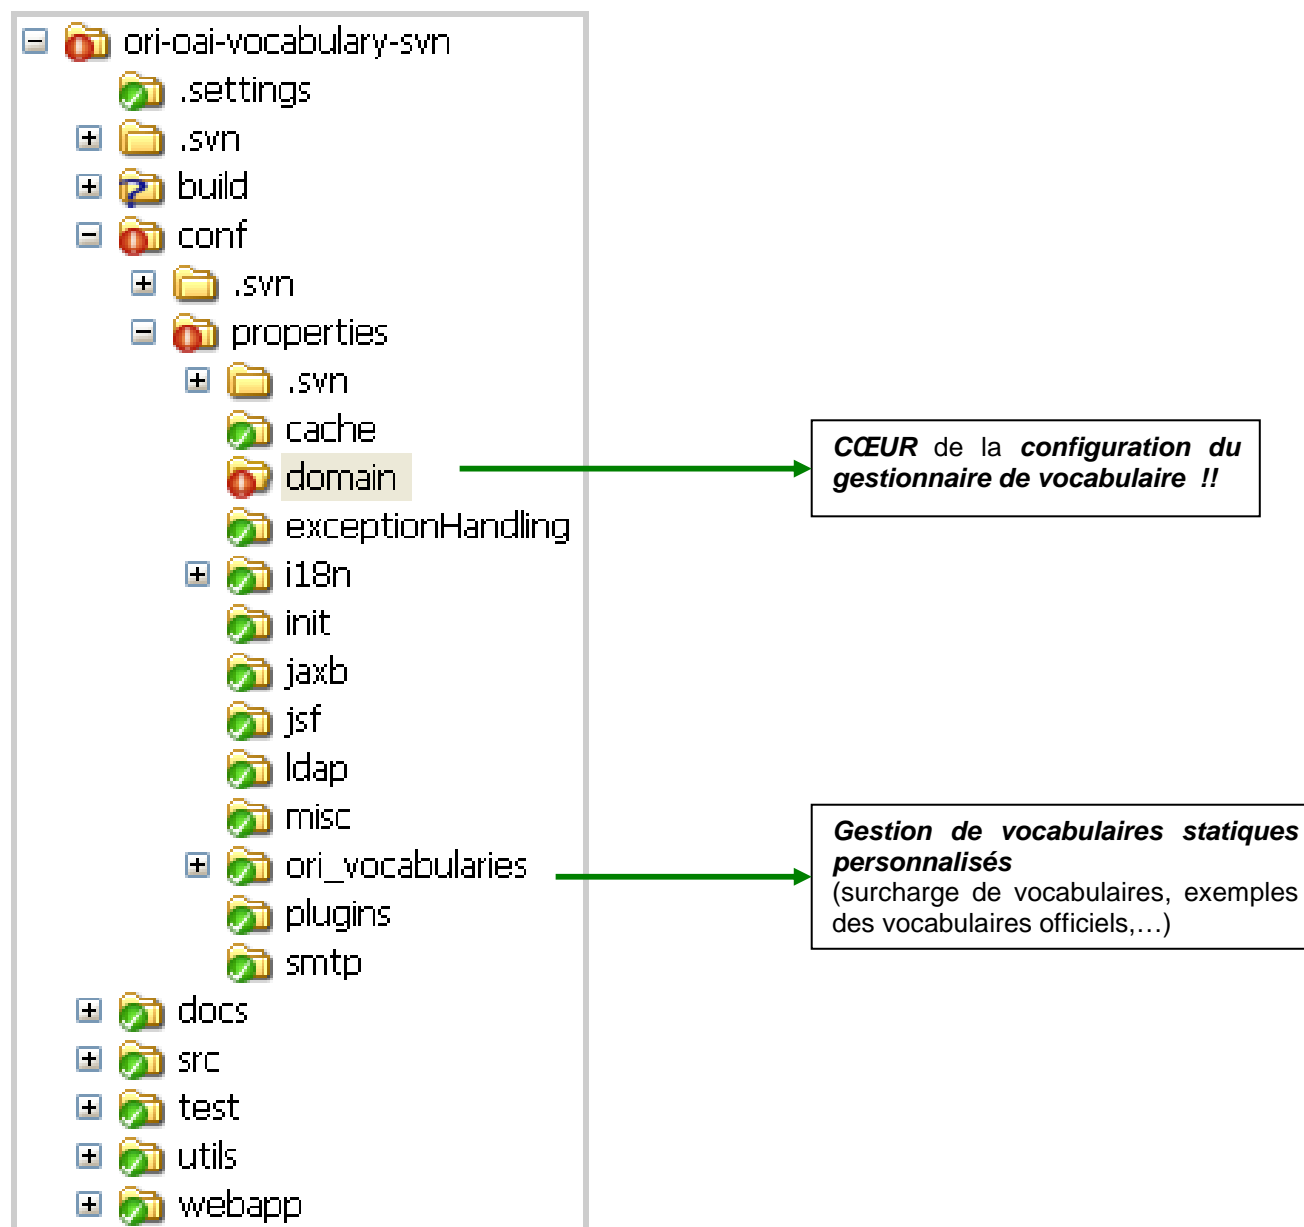 ori-oai-vocabulary-svn
.settings
.svn
build
conf
.svn
properties
.svn
cache
domain
exceptionHandling
i18n
init
jaxb
jsf
ldap
misc
ori_vocabularies
plugins
smtp
docs
src
test
utils
webapp
CŒUR de la configuration du
gestionnaire de vocabulaire !!
Gestion de vocabulaires statiques
personnalisés
(surcharge de vocabulaires, exemples
des vocabulaires officiels,…)